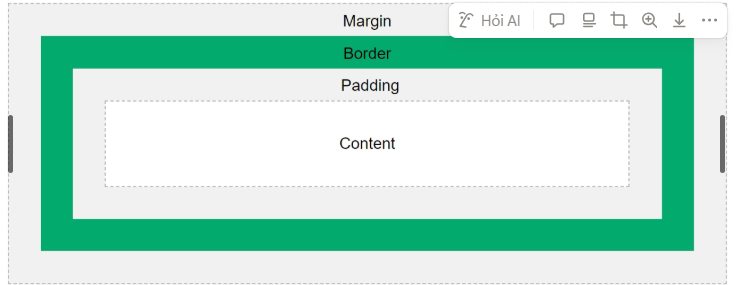 Margin
Hỏi AI
Border
Padding
Content